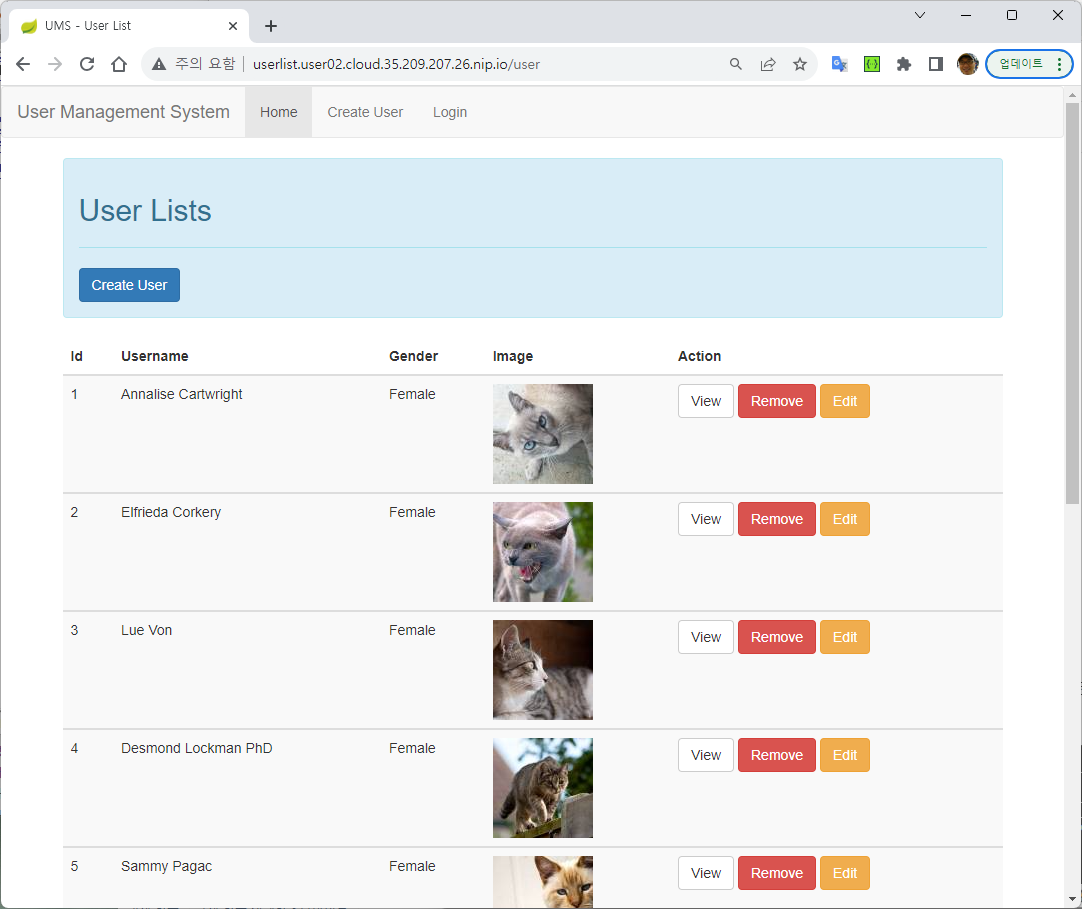 UMS - User List
주의 요함 userlist.user02.cloud.35.209.207.26.nip.io/user 업데이트
User Management System Home Create User Login
User Lists
Create User
Id Username Gender Image Action
1 Annalise Cartwright Female View Remove Edit
2 Elfrieda Corkery Female View Remove Edit
3 Lue Von Female View Remove Edit
4 Desmond Lockman PhD Female View Remove Edit
5 Sammy Pagac Female View Remove Edit